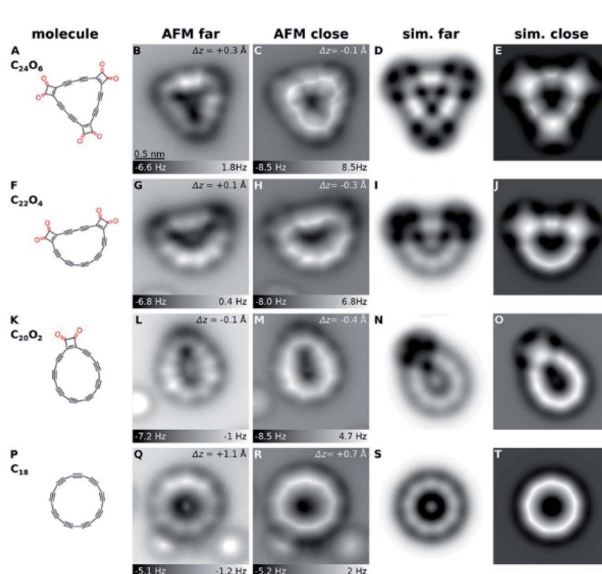 molecule AFM far AFM close sim. far sim. close
A B Δz = +0.3 Å C Δz = -0.1 Å D E
C24O6
O O O O O O
0.5 nm
-6.6 Hz 1.8Hz -8.5 Hz 8.5Hz
F G Δz = +0.1 Å H Δz = -0.3 Å I J
C22O4
O O O O
-6.8 Hz 0.4 Hz -8.0 Hz 6.8Hz
K L Δz = -0.1 Å M Δz = -0.4 Å N O
C20O2
O O
-7.2 Hz -1 Hz -8.5 Hz 4.7 Hz
P Q Δz = +1.1 Å R Δz = +0.7 Å S T
C18
-5.1 Hz -1.2 Hz -5.2 Hz 2 Hz